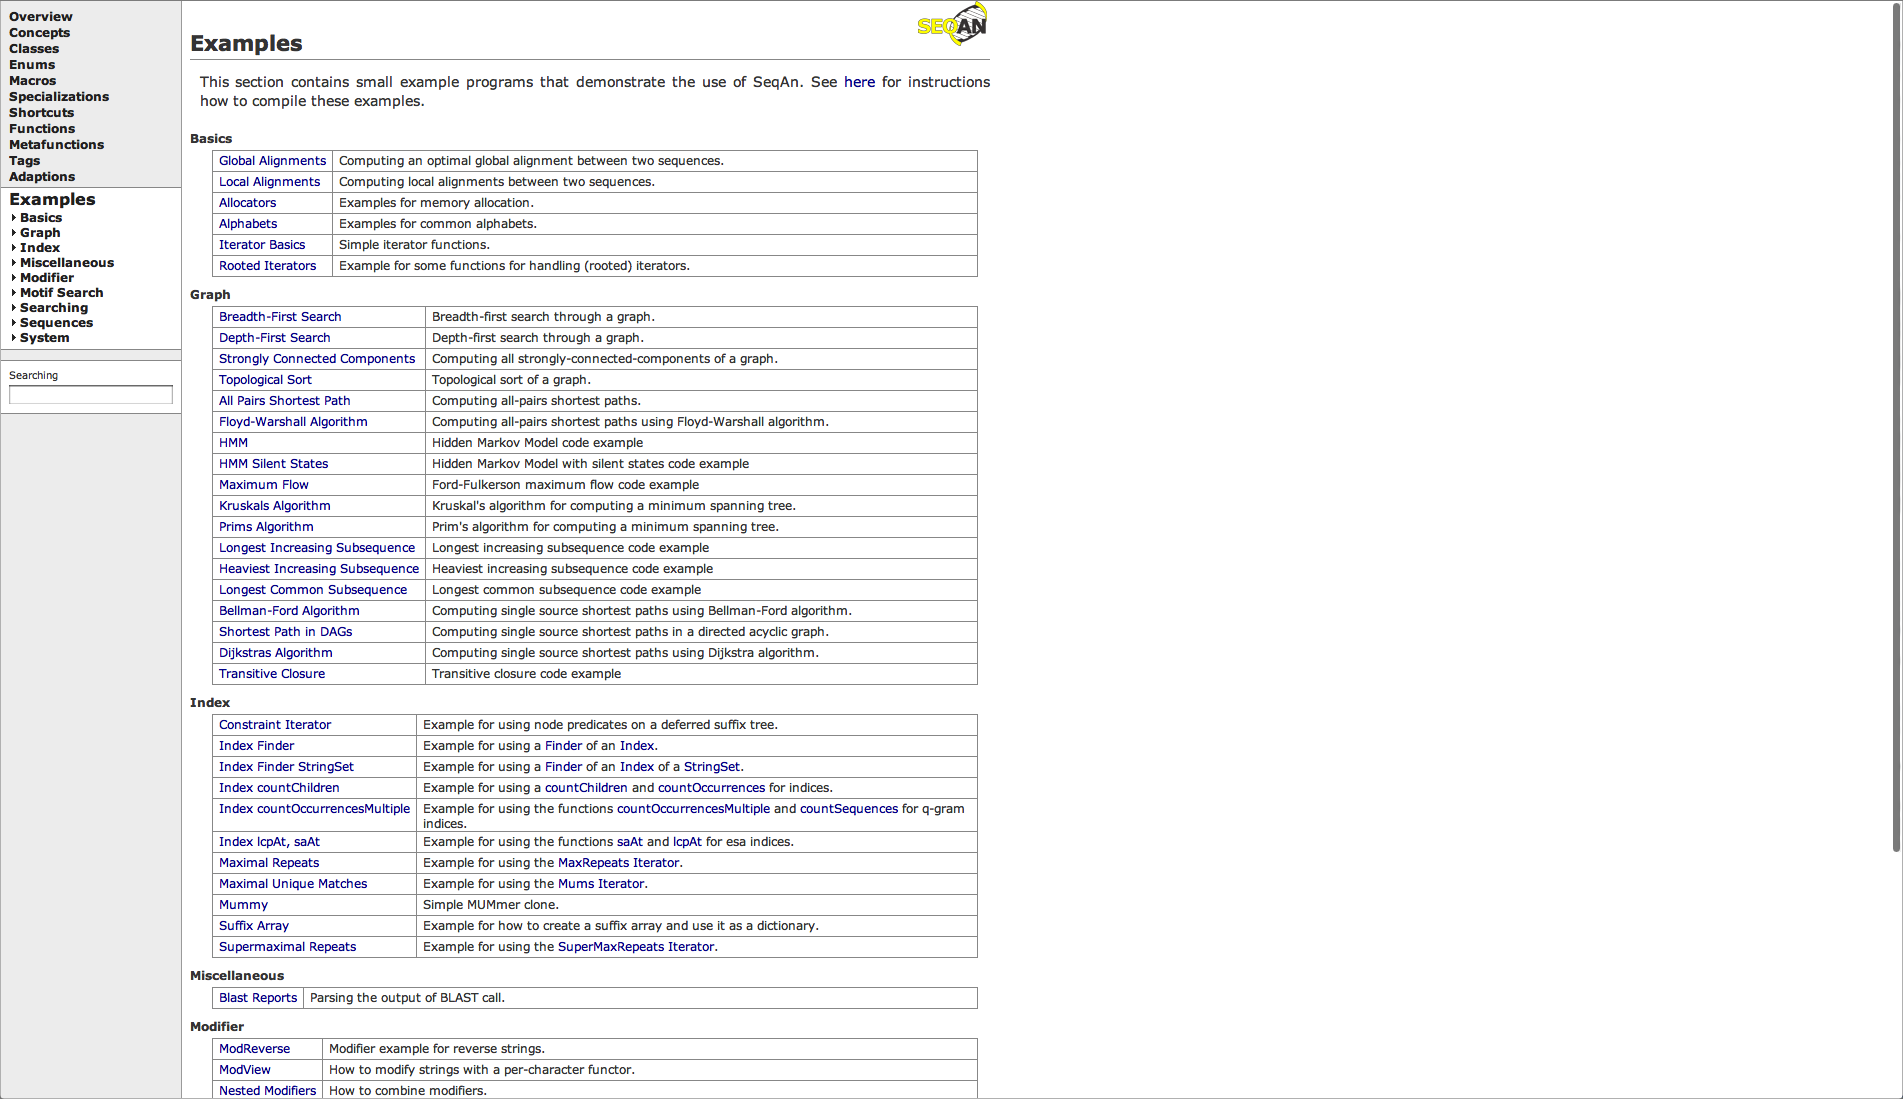 Overview
Concepts
Classes
Enums
Macros
Specializations
Shortcuts
Functions
Metafunctions
Tags
Adaptions
Examples
Basics
Graph
Index
Miscellaneous
Modifier
Motif Search
Searching
Sequences
System
Searching
SEQAN
Examples
This section contains small example programs that demonstrate the use of SeqAn. See here for instructions
how to compile these examples.
Basics
Global Alignments Computing an optimal global alignment between two sequences.
Local Alignments Computing local alignments between two sequences.
Allocators Examples for memory allocation.
Alphabets Examples for common alphabets.
Iterator Basics Simple iterator functions.
Rooted Iterators Example for some functions for handling (rooted) iterators.
Graph
Breadth-First Search Breadth-first search through a graph.
Depth-First Search Depth-first search through a graph.
Strongly Connected Components Computing all strongly-connected-components of a graph.
Topological Sort Topological sort of a graph.
All Pairs Shortest Path Computing all-pairs shortest paths.
Floyd-Warshall Algorithm Computing all-pairs shortest paths using Floyd-Warshall algorithm.
HMM Hidden Markov Model code example
HMM Silent States Hidden Markov Model with silent states code example
Maximum Flow Ford-Fulkerson maximum flow code example
Kruskals Algorithm Kruskal's algorithm for computing a minimum spanning tree.
Prims Algorithm Prim's algorithm for computing a minimum spanning tree.
Longest Increasing Subsequence Longest increasing subsequence code example
Heaviest Increasing Subsequence Heaviest increasing subsequence code example
Longest Common Subsequence Longest common subsequence code example
Bellman-Ford Algorithm Computing single source shortest paths using Bellman-Ford algorithm.
Shortest Path in DAGs Computing single source shortest paths in a directed acyclic graph.
Dijkstras Algorithm Computing single source shortest paths using Dijkstra algorithm.
Transitive Closure Transitive closure code example
Index
Constraint Iterator Example for using node predicates on a deferred suffix tree.
Index Finder Example for using a Finder of an Index.
Index Finder StringSet Example for using a Finder of an Index of a StringSet.
Index countChildren Example for using a countChildren and countOccurrences for indices.
Index countOccurrencesMultiple Example for using the functions countOccurrencesMultiple and countSequences for q-gram
indices.
Index lcpAt, saAt Example for using the functions saAt and lcpAt for esa indices.
Maximal Repeats Example for using the MaxRepeats Iterator.
Maximal Unique Matches Example for using the Mums Iterator.
Mummy Simple MUMmer clone.
Suffix Array Example for how to create a suffix array and use it as a dictionary.
Supermaximal Repeats Example for using the SuperMaxRepeats Iterator.
Miscellaneous
Blast Reports Parsing the output of BLAST call.
Modifier
ModReverse Modifier example for reverse strings.
ModView How to modify strings with a per-character functor.
Nested Modifiers How to combine modifiers.